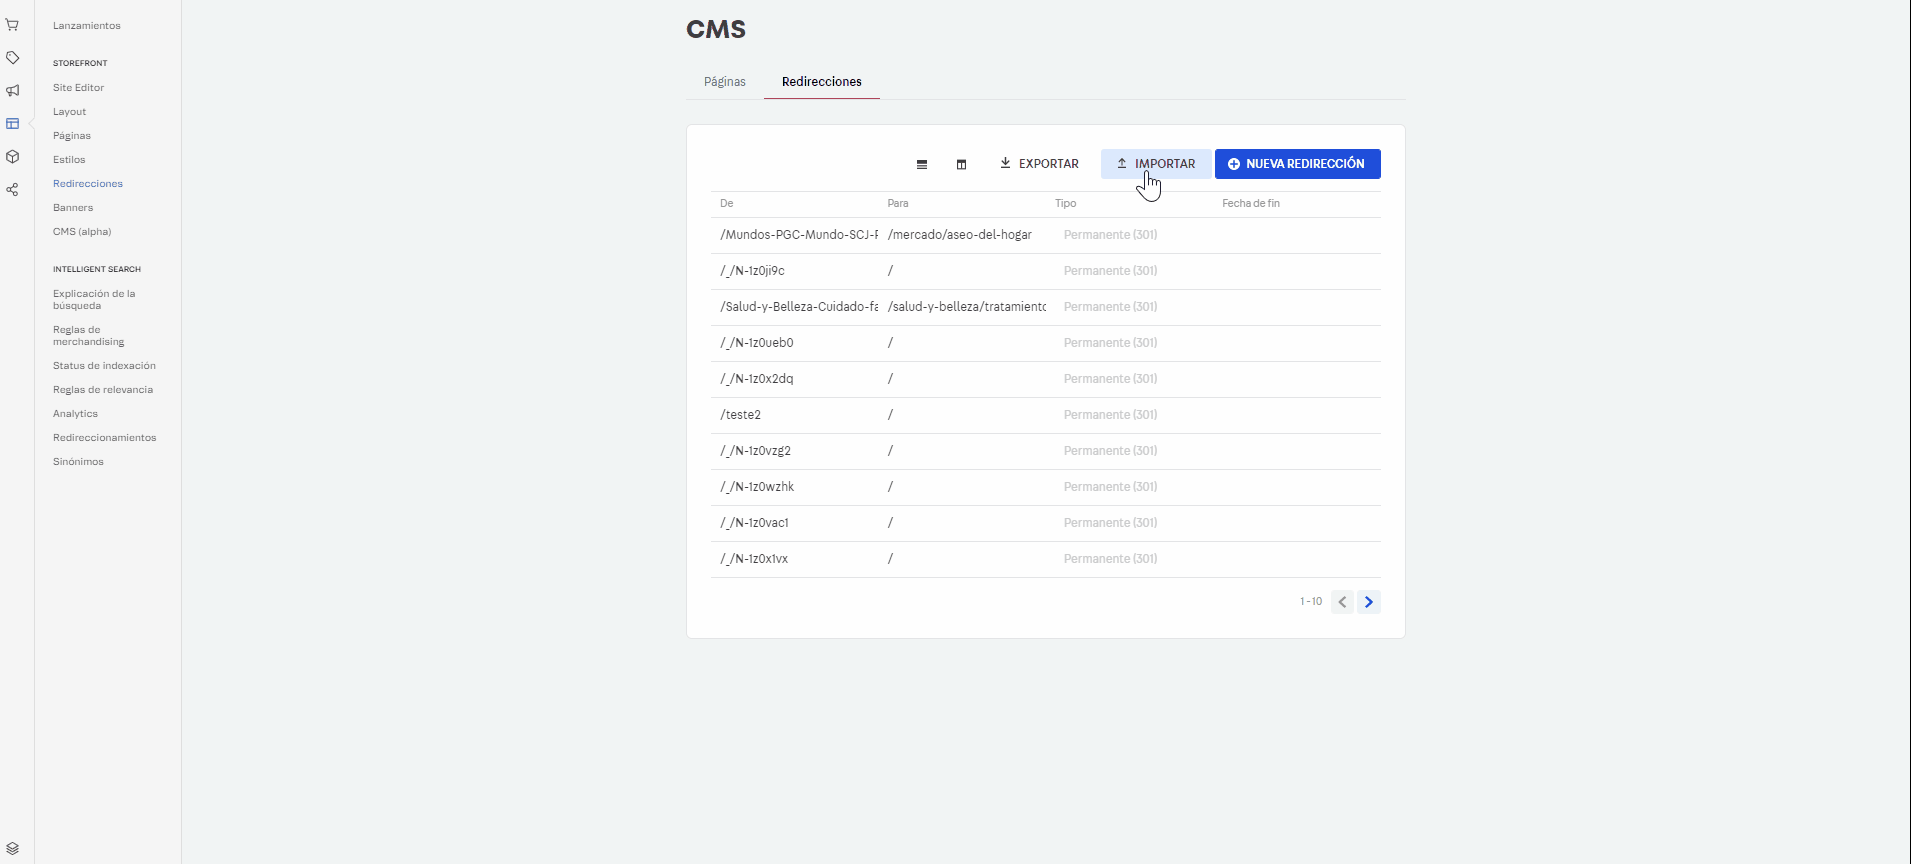 Lanzamientos
STOREFRONT
Site Editor
Layout
Páginas
Estilos
Redirecciones
Banners
CMS (alpha)
INTELLIGENT SEARCH
Explicación de la
búsqueda
Reglas de
merchandising
Status de indexación
Reglas de relevancia
Analytics
Redireccionamientos
Sinónimos
CMS
Páginas Redirecciones
EXPORTAR IMPORTAR NUEVA REDIRECCIÓN
De Para Tipo Fecha de fin
/Mundos-PGC-Mundo-SCJ-F /mercado/aseo-del-hogar Permanente (301)
/_/N-1z0ji9c / Permanente (301)
/Salud-y-Belleza-Cuidado-fa /salud-y-belleza/tratamiento Permanente (301)
/_/N-1z0ueb0 / Permanente (301)
/_/N-1z0x2dq / Permanente (301)
/teste2 / Permanente (301)
/_/N-1z0vzg2 / Permanente (301)
/_/N-1z0wzhk / Permanente (301)
/_/N-1z0vac1 / Permanente (301)
/_/N-1z0x1vx / Permanente (301)
1 - 10